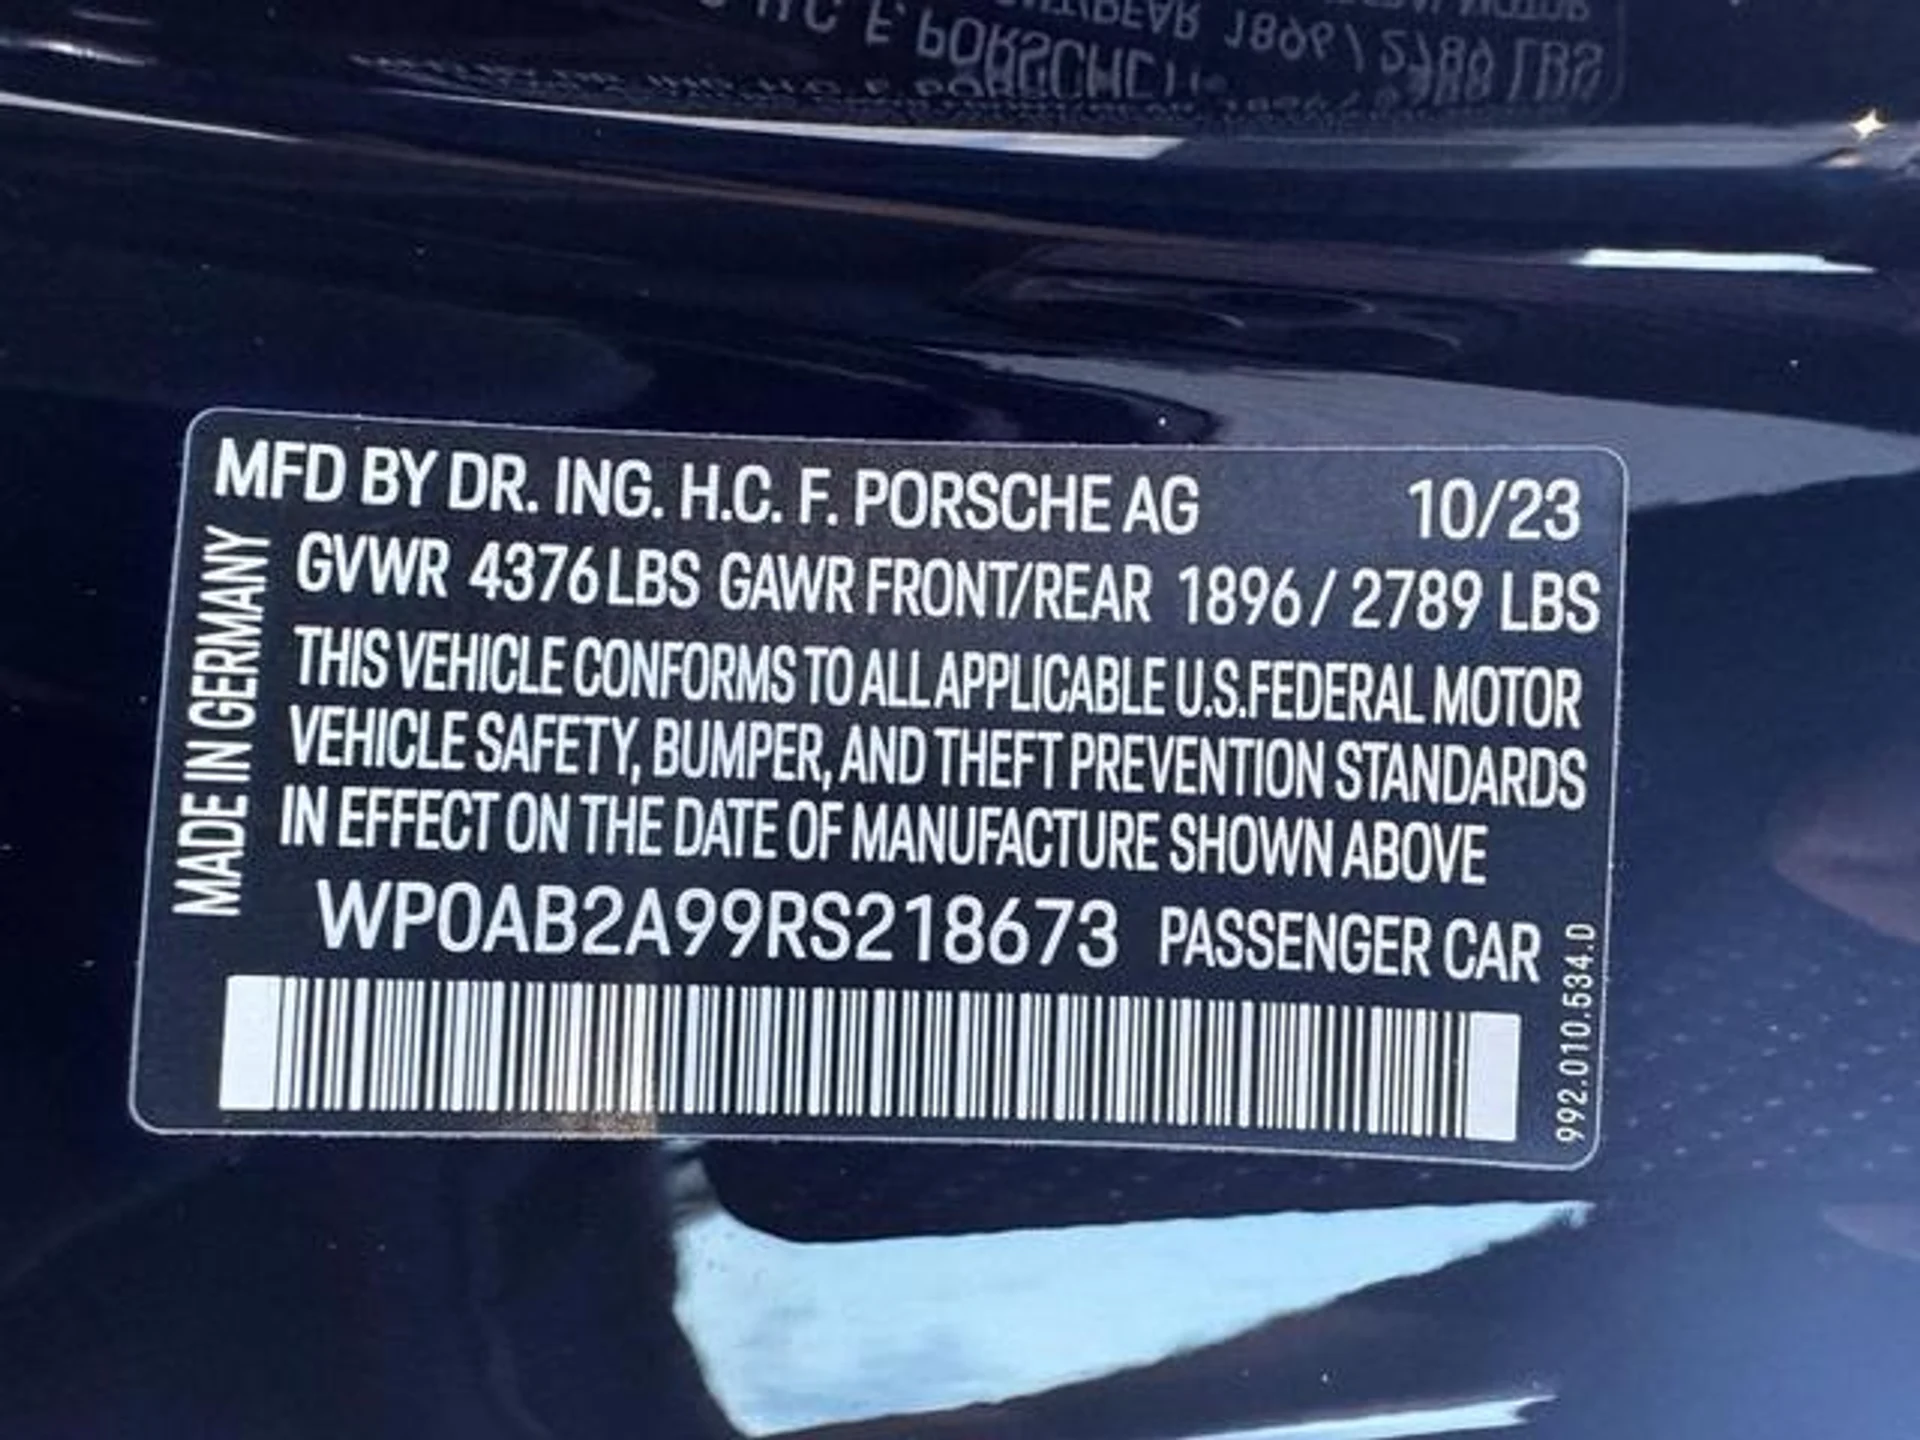 MFD BY DR. ING. H.C. F. PORSCHE AG 10/23
GVWR 4376 LBS GAWR FRONT/REAR 1896 / 2789 LBS
THIS VEHICLE CONFORMS TO ALL APPLICABLE U.S.FEDERAL MOTOR
VEHICLE SAFETY, BUMPER, AND THEFT PREVENTION STANDARDS
IN EFFECT ON THE DATE OF MANUFACTURE SHOWN ABOVE
WP0AB2A99RS218673 PASSENGER CAR
MADE IN GERMANY
992.010.534.D